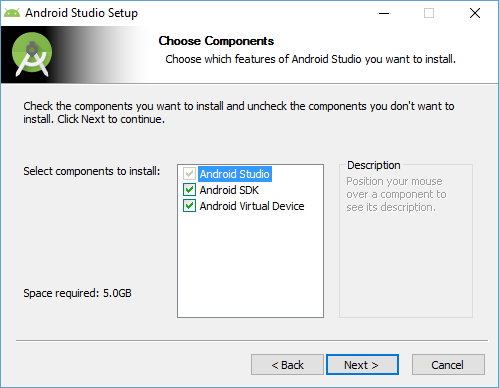 Android Studio Setup
Choose Components
Choose which features of Android Studio you want to install.
Check the components you want to install and uncheck the components you don't want to
install. Click Next to continue.
Select components to install:
Android Studio
Android SDK
Android Virtual Device
Description
Position your mouse
over a component to
see its description.
Space required: 5.0GB
< Back
Next >
Cancel